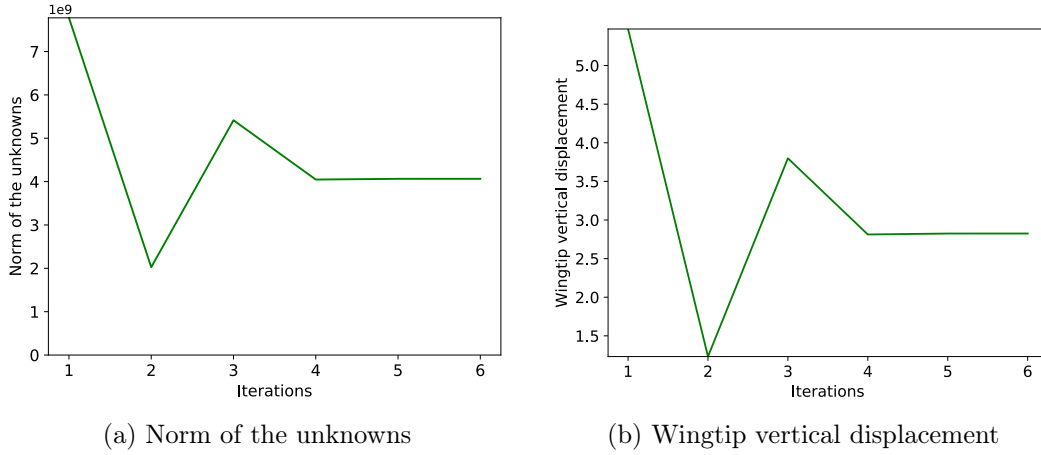 1e9
7
6
5
4
3
2
1
0
Norm of the unknowns
1 2 3 4 5 6
Iterations
(a) Norm of the unknowns
5.0
4.5
4.0
3.5
3.0
2.5
2.0
1.5
Wingtip vertical displacement
1 2 3 4 5 6
Iterations
(b) Wingtip vertical displacement